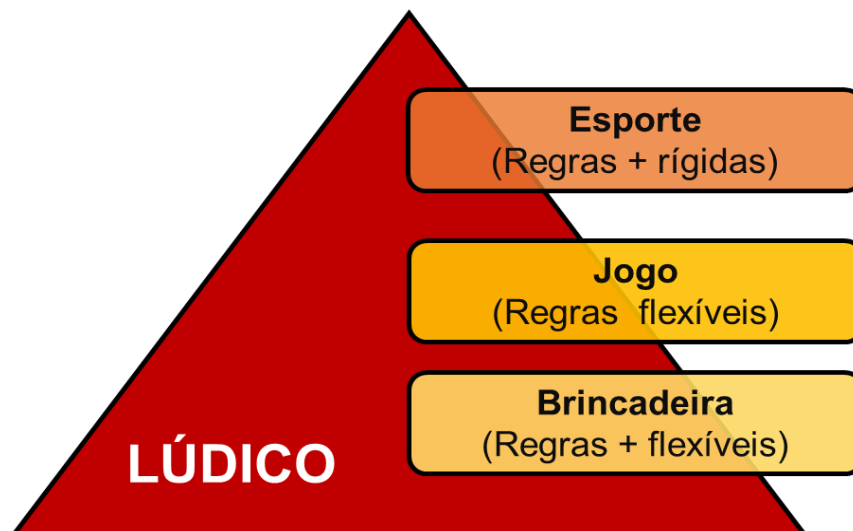 Esporte
(Regras + rígidas)
Jogo
(Regras flexíveis)
Brincadeira
(Regras + flexíveis)
LÚDICO